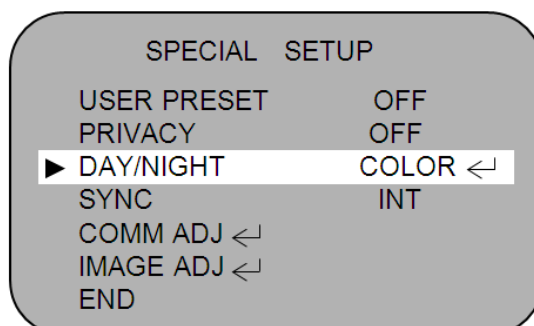 SPECIAL SETUP
USER PRESET OFF
PRIVACY OFF
► DAY/NIGHT COLOR ↵
SYNC INT
COMM ADJ ↵
IMAGE ADJ ↵
END